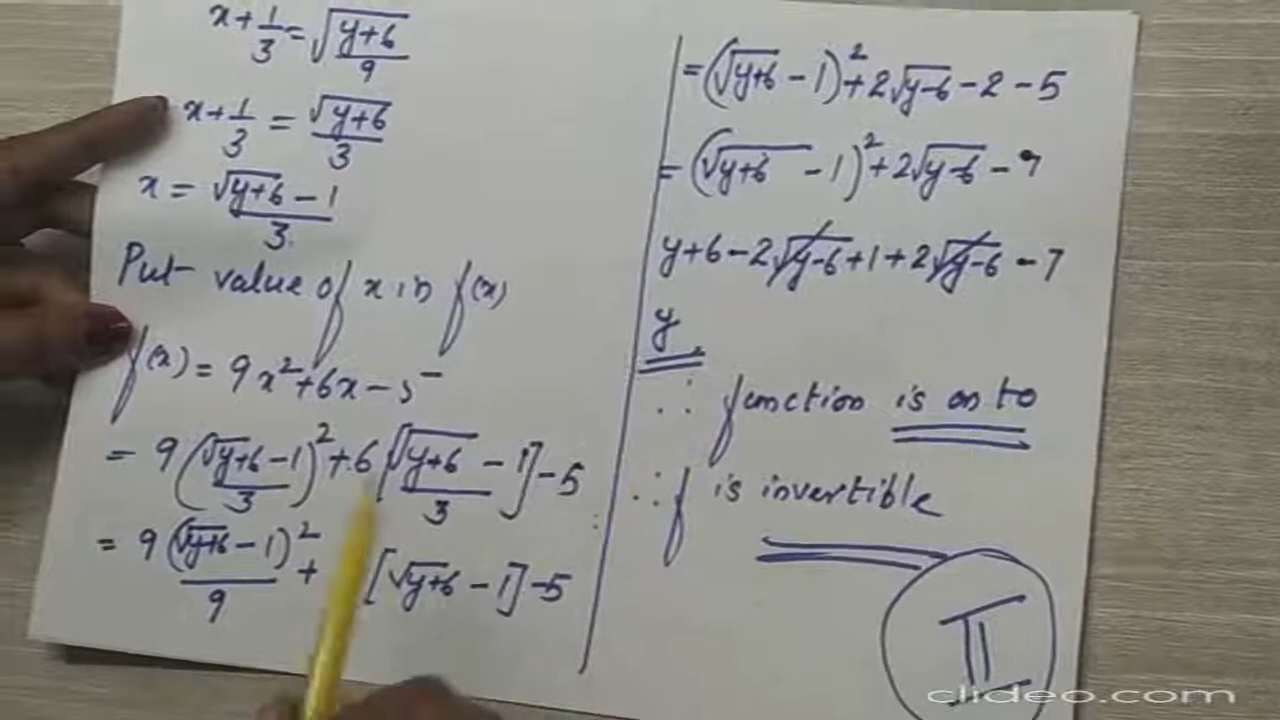 x+1/3 = √(y+6/9)
x+1/3 = √y+6/3
x = √y+6 - 1/3
Put value of x in f(x)
f(x) = 9x²+6x-5
= 9(√y+6-1/3)²+6[√y+6-1/3]-5
= 9(√y+6-1)²/9 + [√y+6-1]-5
=(√y+6-1)²+2√y-6-2-5
= (√y+6-1)²+2√y-6-7
y+6-2√y-6+1+2√y-6-7
y
∴ function is on to
∴ f is invertible
II
clideo.com